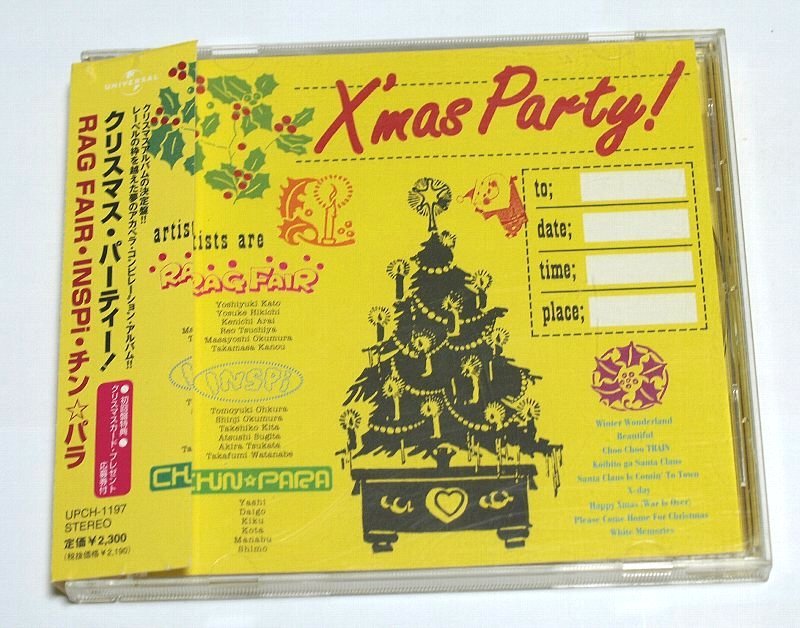 UNIVERSAL
クリスマスアルバムの決定盤!!
レーベルの枠を越えた夢のアカペラ・コンピレーション・アルバム!!
クリスマス・パーティー!
RAG FAIR・INSPi・チン☆パラ
●初回盤特典●
クリスマスカード・プレゼント
応募券付
UPCH-1197
STEREO
定価¥2,300
(税抜価格¥2,190)
X'mas Party!
to;
date;
time;
place;
artists are
RAG FAIR
Yoshiyuki Kato
Yosuke Hikichi
Kenichi Arai
Reo Tsuchiya
Masayoshi Okumura
Takamasa Kanou
INSPi
Tomoyuki Ohkura
Shinji Okumura
Takehiko Kita
Atsushi Sugita
Akira Tsukata
Takafumi Watanabe
CHIN☆PARA
Yashi
Daigo
Kiku
Kota
Manabu
Shimo
Winter Wonderland
Beautiful
Choo Choo TRAIN
Koibito ga Santa Claus
Santa Claus Is Comin' To Town
X-day
Happy Xmas (War is Over)
Please Come Home For Christmas
White Memories